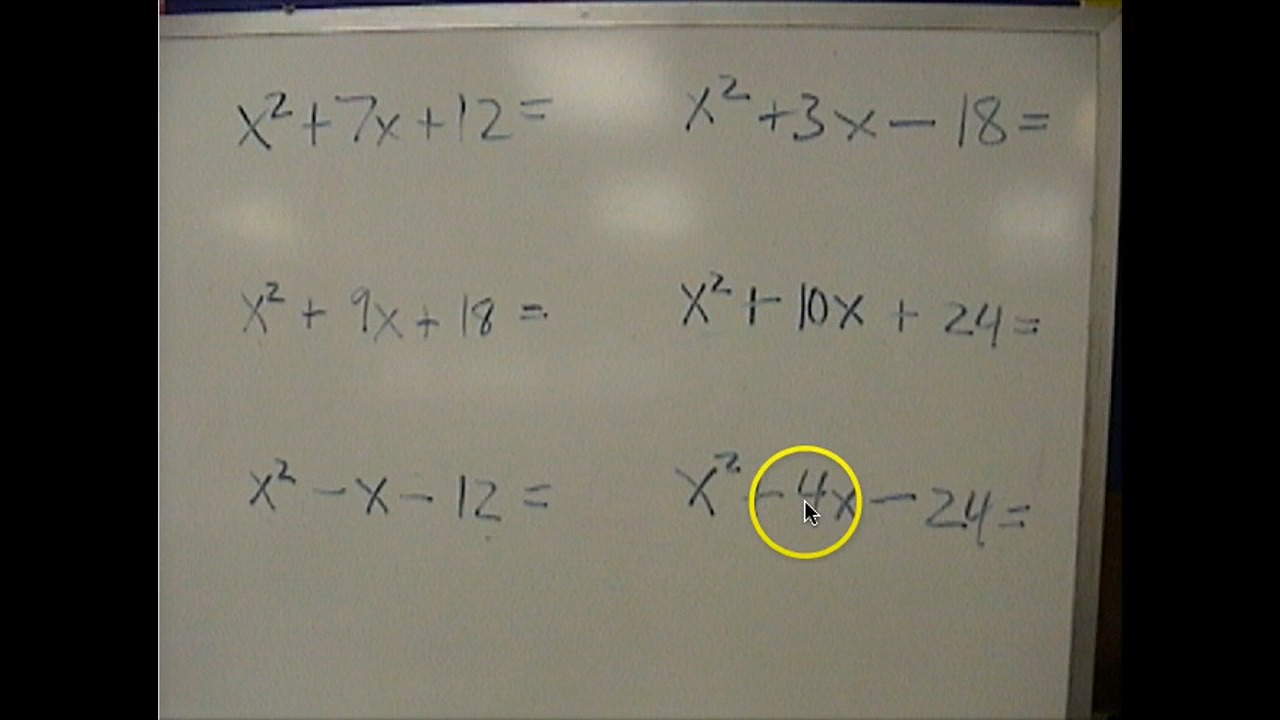 x²+7x+12= x²+3x−18=
x²+9x+18= x²+10x+24=
x²−x−12= x²+4x−24=